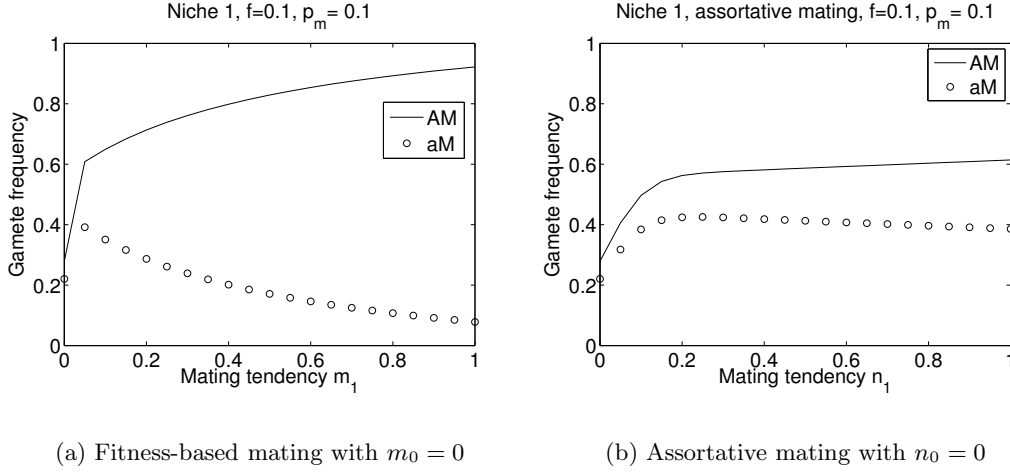 Niche 1, f=0.1, p_m= 0.1
1
0.8
0.6
0.4
0.2
0
Gamete frequency
AM
aM
0 0.2 0.4 0.6 0.8 1
Mating tendency m_1
(a) Fitness-based mating with m_0 = 0
Niche 1, assortative mating, f=0.1, p_m= 0.1
1
0.8
0.6
0.4
0.2
0
Gamete frequency
AM
aM
0 0.2 0.4 0.6 0.8 1
Mating tendency n_1
(b) Assortative mating with n_0 = 0